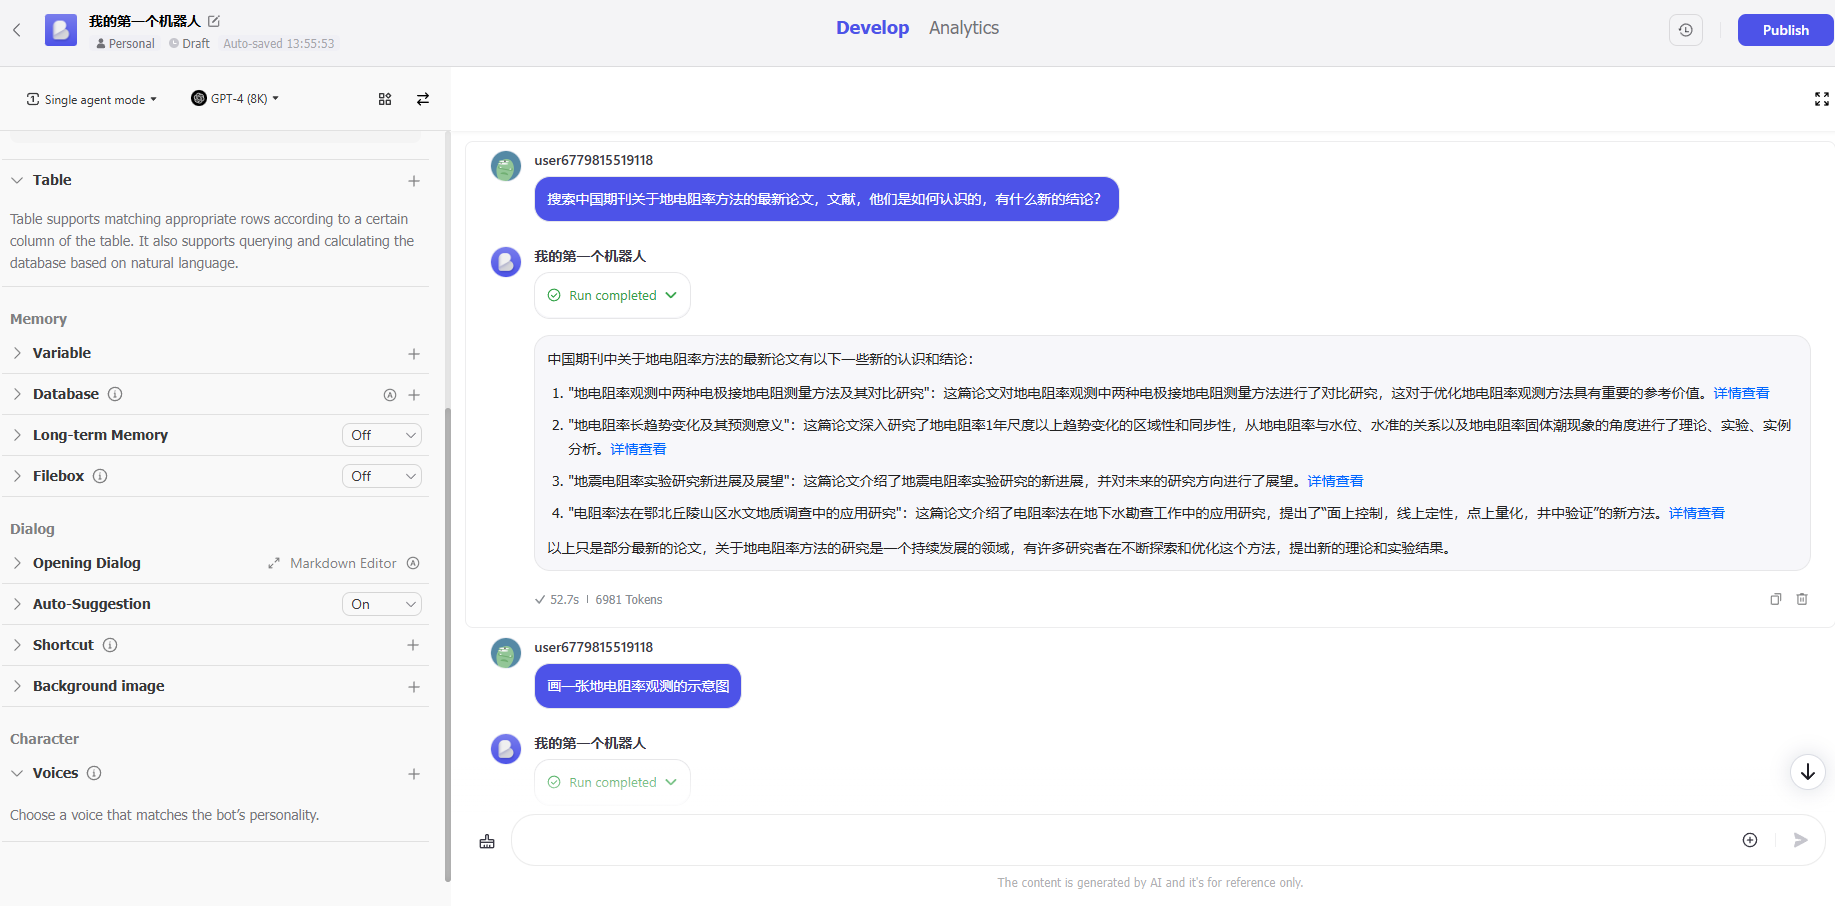 我的第一个机器人
Personal Draft Auto-saved 13:55:53
Develop Analytics
Publish
Single agent mode GPT-4 (8K)
Table
Table supports matching appropriate rows according to a certain
column of the table. It also supports querying and calculating the
database based on natural language.
Memory
Variable
Database
Long-term Memory Off
Filebox Off
Dialog
Opening Dialog Markdown Editor
Auto-Suggestion On
Shortcut
Background image
Character
Voices
Choose a voice that matches the bot's personality.
user6779815519118
搜索中国期刊关于地电阻率方法的最新论文，文献，他们是如何认识的，有什么新的结论?
我的第一个机器人
Run completed
中国期刊中关于地电阻率方法的最新论文有以下一些新的认识和结论：
1. "地电阻率观测中两种电极接地电阻测量方法及其对比研究"：这篇论文对地电阻率观测中两种电极接地电阻测量方法进行了对比研究，这对于优化地电阻率观测方法具有重要的参考价值。详情查看
2. "地电阻率长趋势变化及其预测意义"：这篇论文深入研究了地电阻率1年尺度以上趋势变化的区域性和同步性，从地电阻率与水位、水准的关系以及地电阻率固体潮现象的角度进行了理论、实验、实例
分析。详情查看
3. "地震电阻率实验研究新进展及展望"：这篇论文介绍了地震电阻率实验研究的新进展，并对未来的研究方向进行了展望。详情查看
4. "电阻率法在鄂北丘陵山区水文地质调查中的应用研究"：这篇论文介绍了电阻率法在地下水勘查工作中的应用研究，提出了“面上控制，线上定性，点上量化，井中验证”的新方法。详情查看
以上只是部分最新的论文，关于地电阻率方法的研究是一个持续发展的领域，有许多研究者在不断探索和优化这个方法，提出新的理论和实验结果。
52.7s 6981 Tokens
user6779815519118
画一张地电阻率观测的示意图
我的第一个机器人
Run completed
The content is generated by AI and it's for reference only.